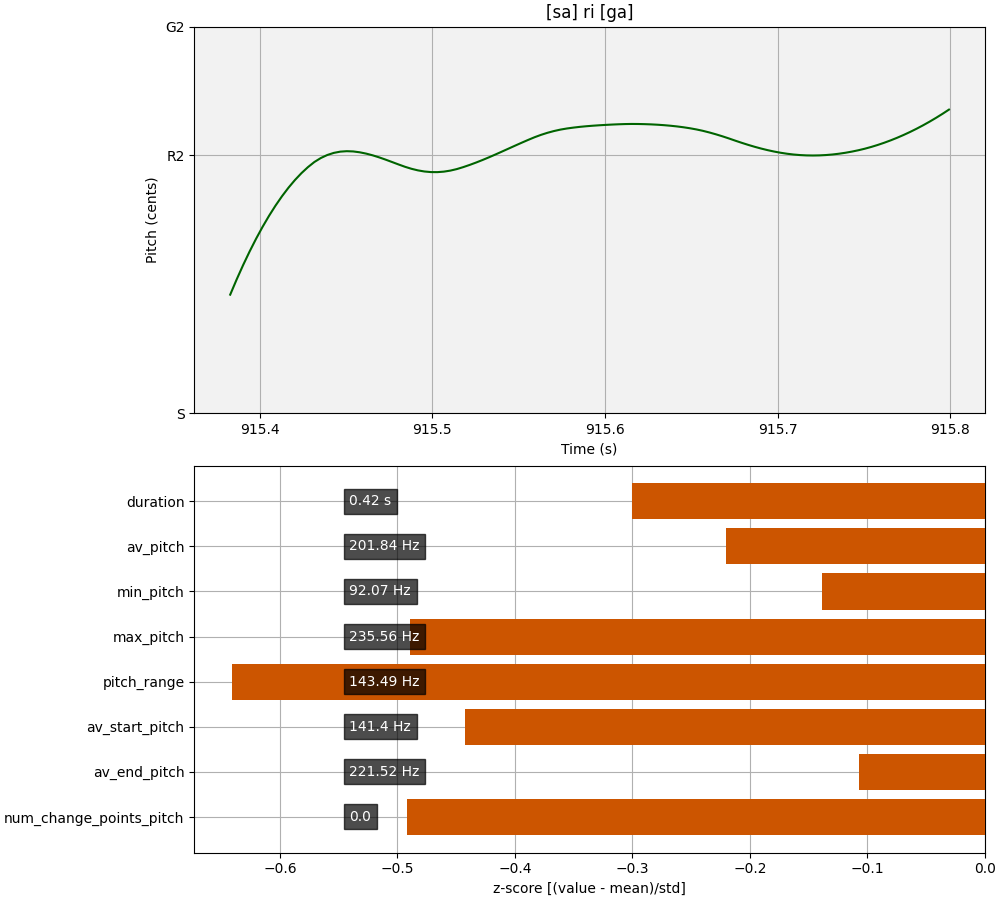 [sa] ri [ga]
G2
R2
S
Pitch (cents)
915.4 915.5 915.6 915.7 915.8
Time (s)
duration 0.42 s
av_pitch 201.84 Hz
min_pitch 92.07 Hz
max_pitch 235.56 Hz
pitch_range 143.49 Hz
av_start_pitch 141.4 Hz
av_end_pitch 221.52 Hz
num_change_points_pitch 0.0
−0.6 −0.5 −0.4 −0.3 −0.2 −0.1 0.0
z-score [(value - mean)/std]